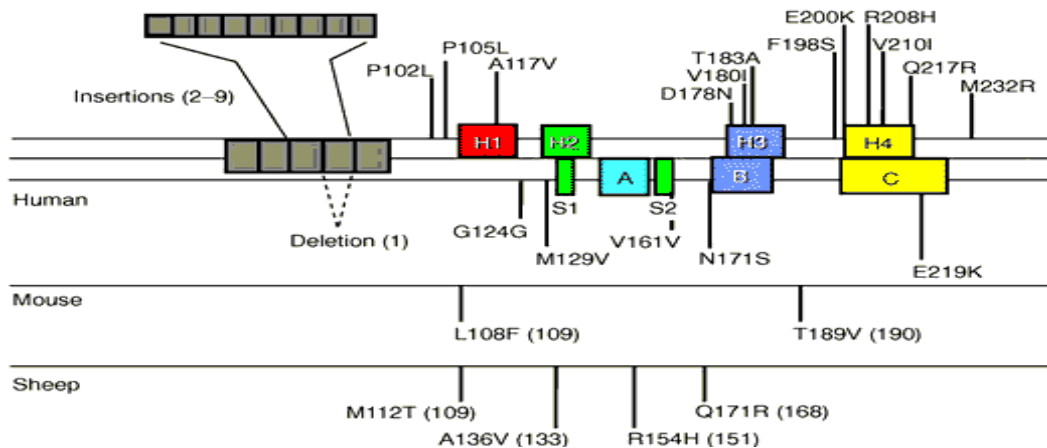 E200K
R208H
P105L
F198S
V210I
P102L
A117V
T183A
V180I
Q217R
Insertions (2–9)
D178N
M232R
H1
H2
H3
H4
A
B
C
Human
S1
S2
Deletion (1)
G124G
V161V
M129V
N171S
E219K
Mouse
L108F (109)
T189V (190)
Sheep
M112T (109)
Q171R (168)
A136V (133)
R154H (151)